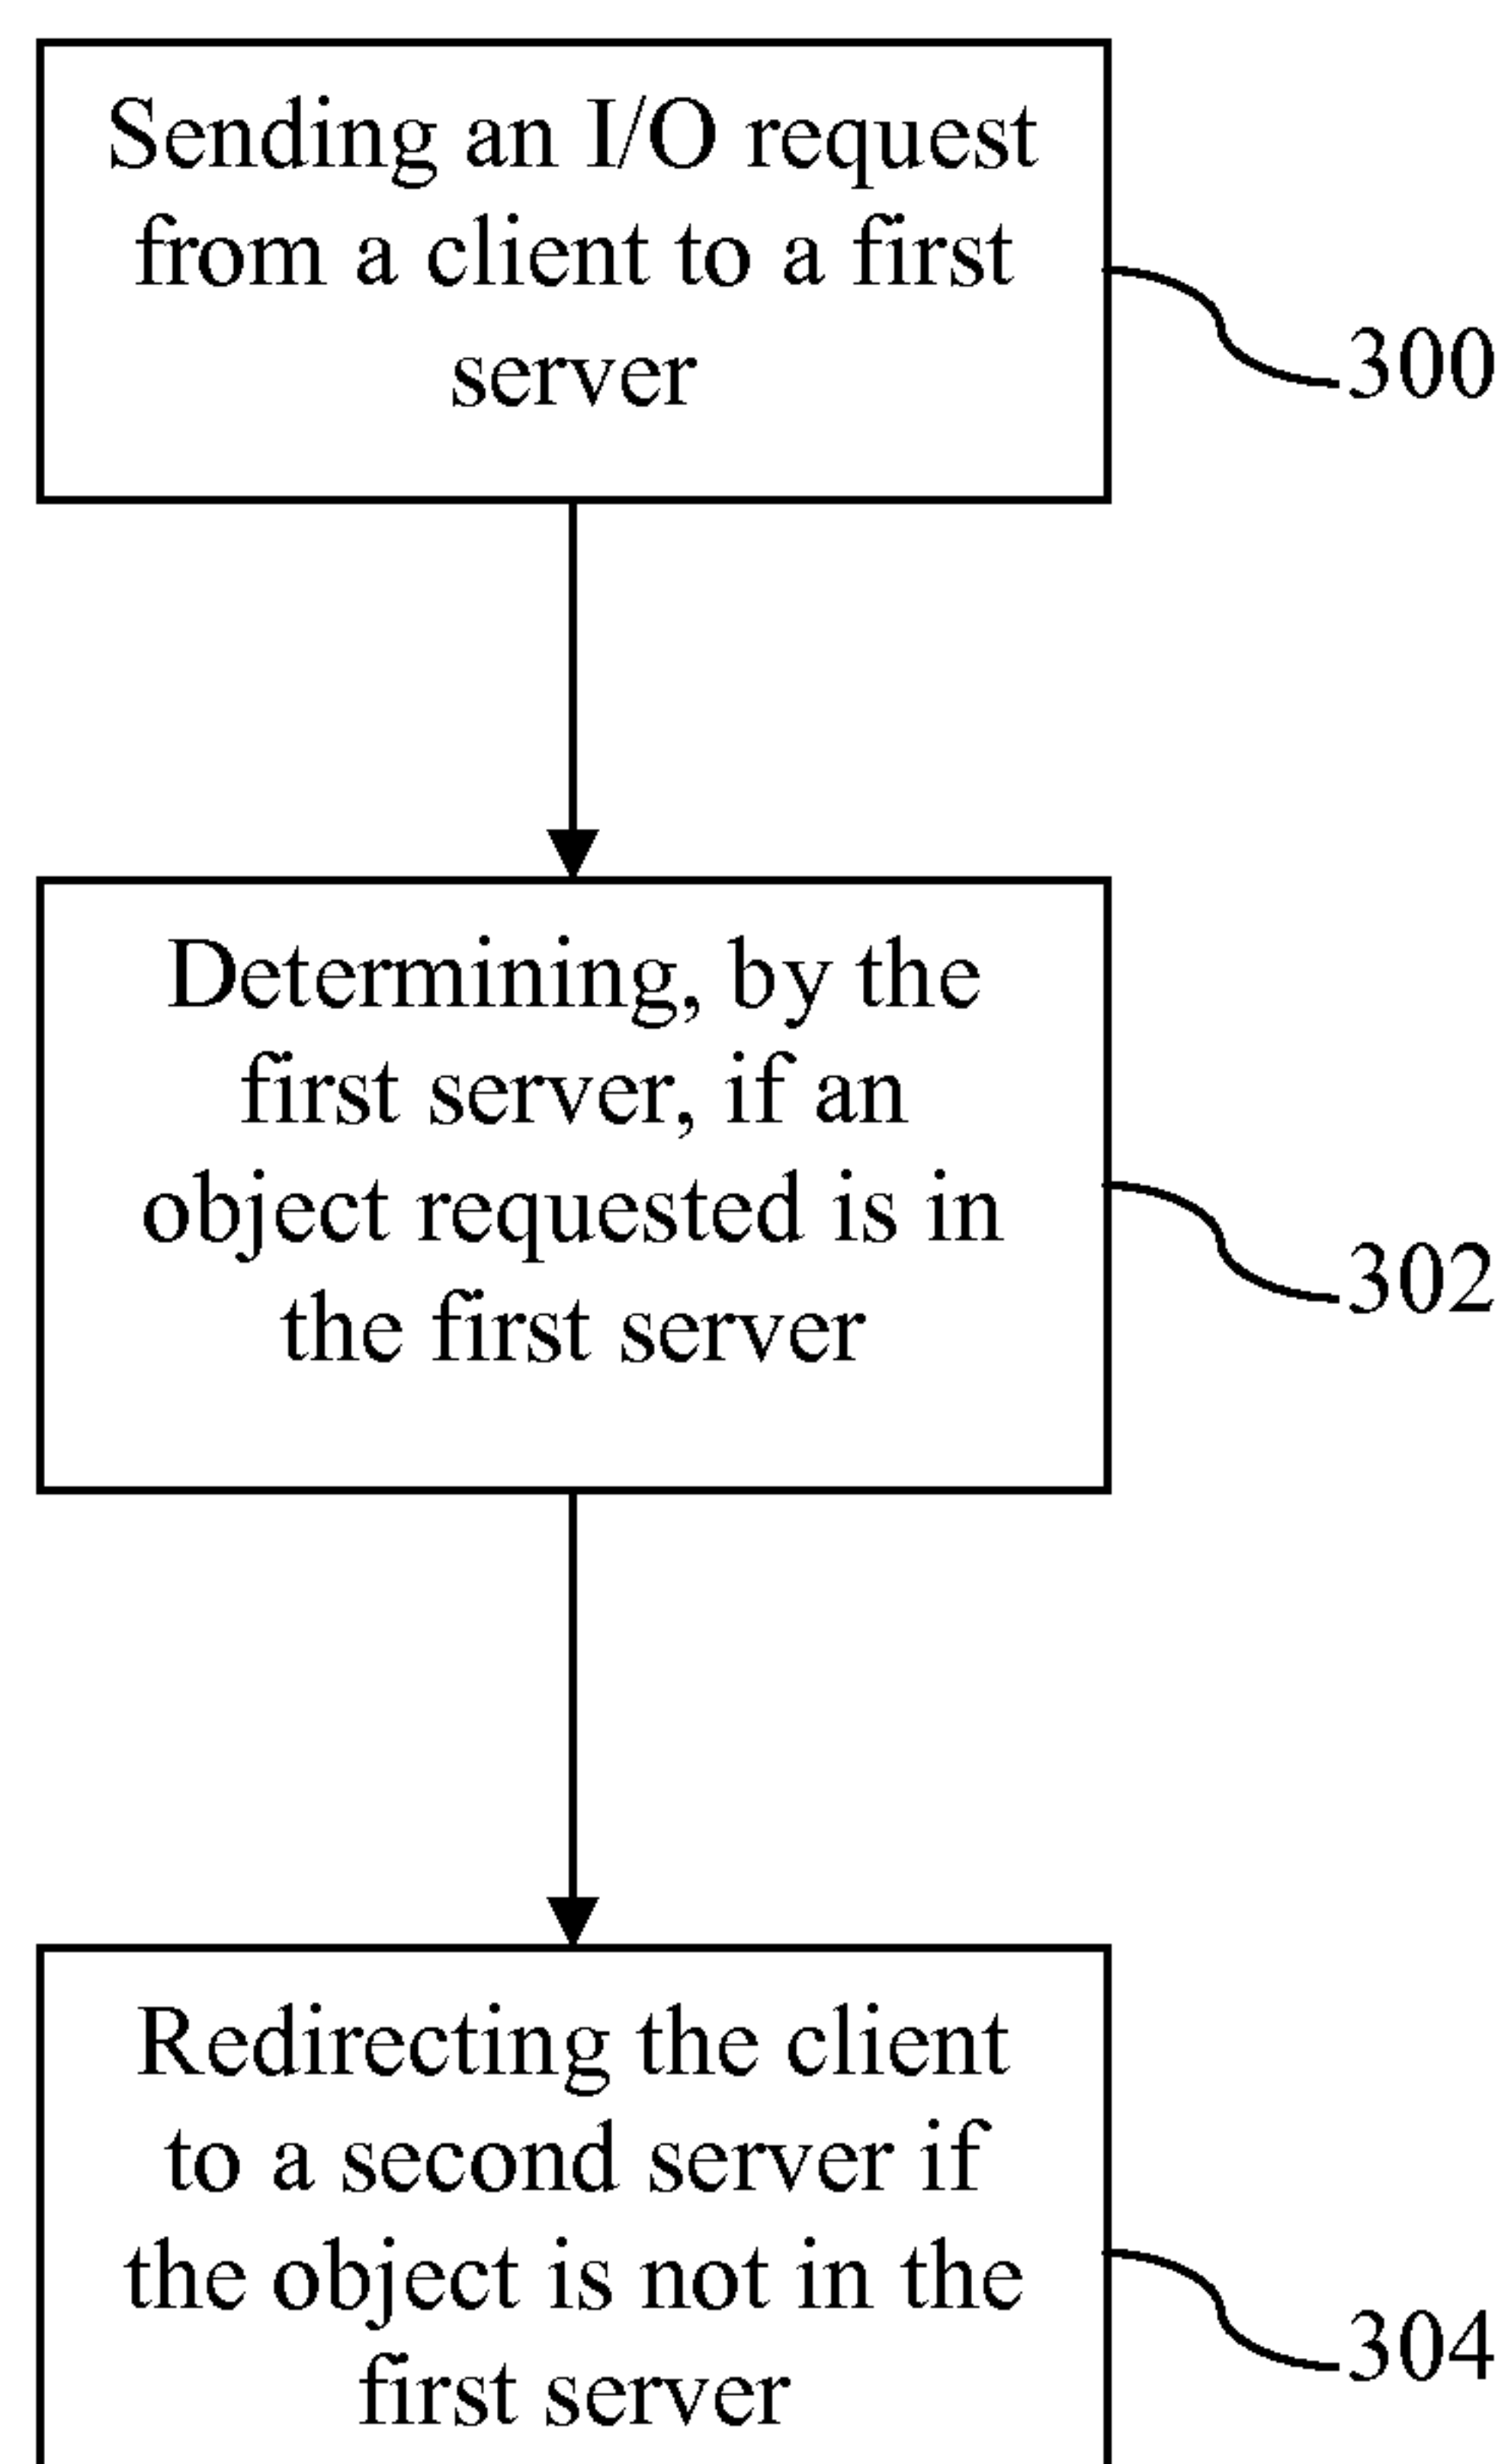 Sending an I/O request
from a client to a first
server
300
Determining, by the
first server, if an
object requested is in
the first server
302
Redirecting the client
to a second server if
the object is not in the
first server
304